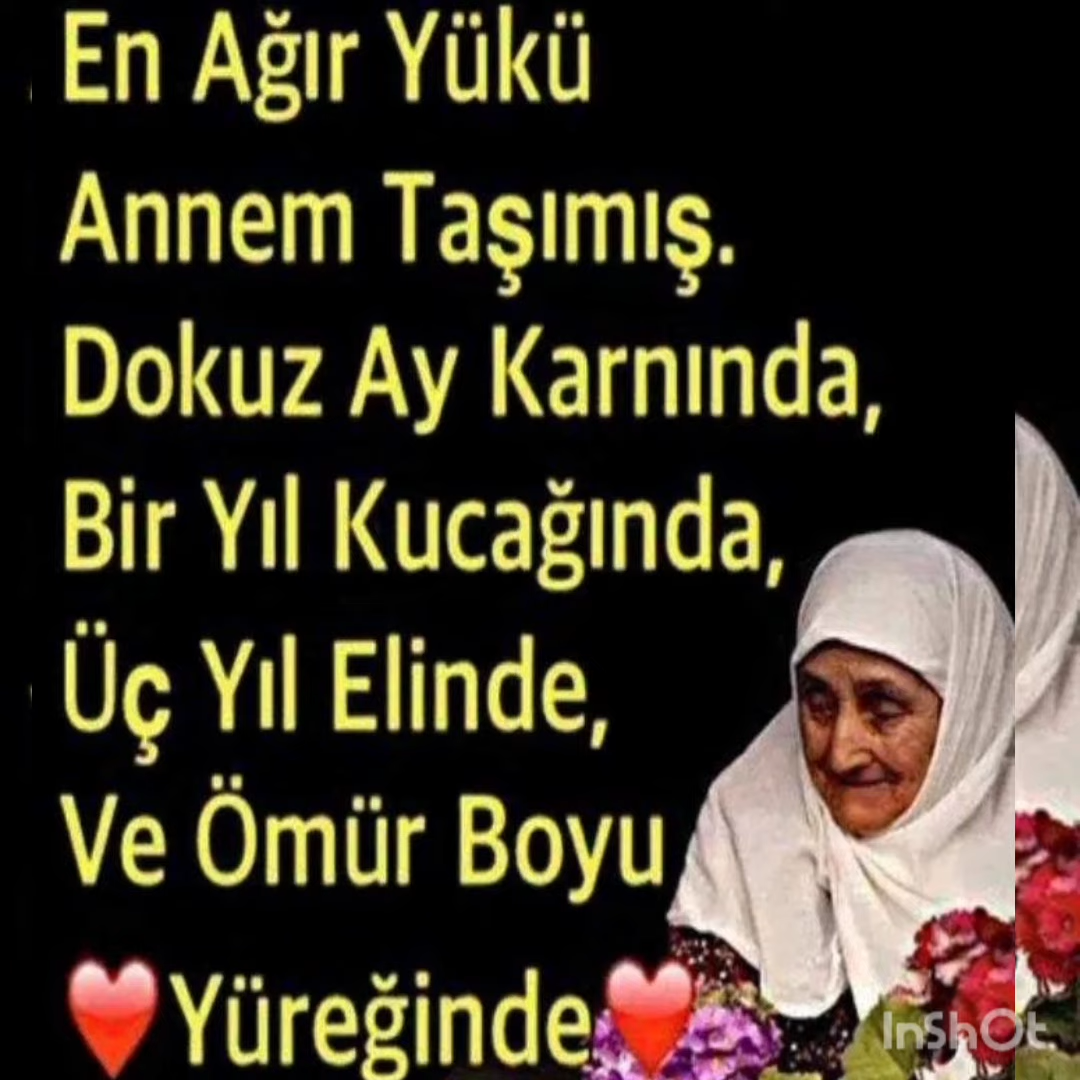 En Ağır Yükü
Annem Taşımış.
Dokuz Ay Karnında,
Bir Yıl Kucağında,
Üç Yıl Elinde,
Ve Ömür Boyu
❤️Yüreğinde❤️
InShOt